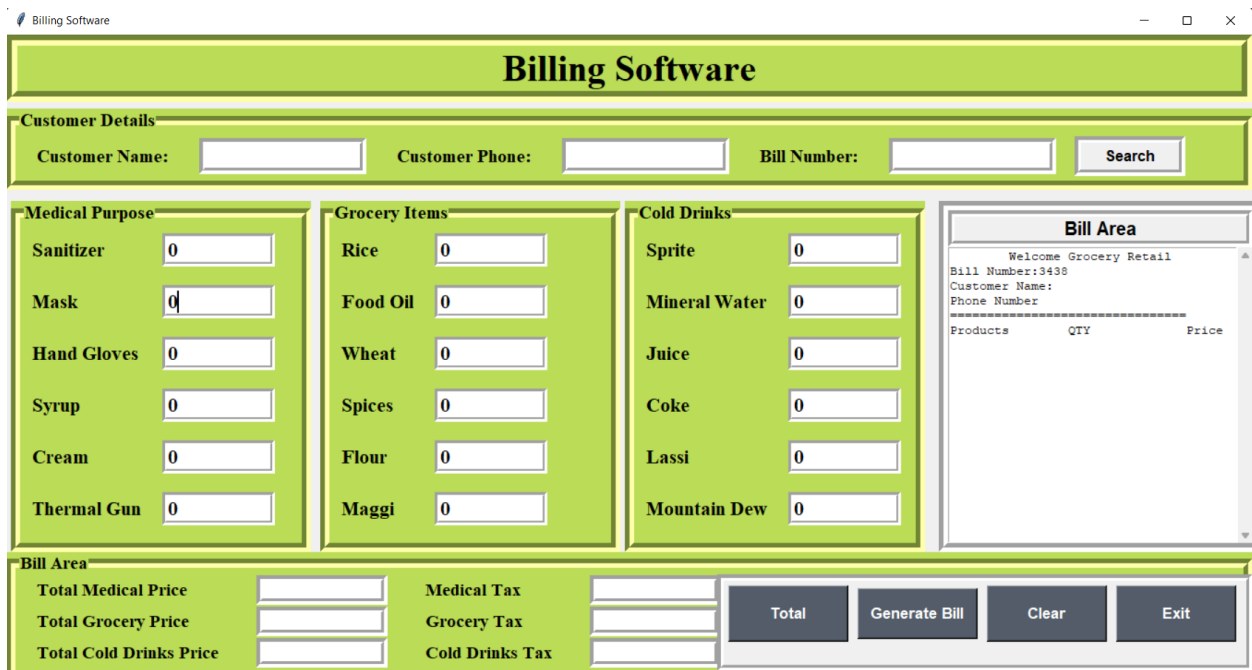 Billing Software
Billing Software
Customer Details
Customer Name: Customer Phone: Bill Number: Search
Medical Purpose
Sanitizer 0
Mask 0
Hand Gloves 0
Syrup 0
Cream 0
Thermal Gun 0
Grocery Items
Rice 0
Food Oil 0
Wheat 0
Spices 0
Flour 0
Maggi 0
Cold Drinks
Sprite 0
Mineral Water 0
Juice 0
Coke 0
Lassi 0
Mountain Dew 0
Bill Area
Welcome Grocery Retail
Bill Number:3438
Customer Name:
Phone Number
================================
Products QTY Price
Bill Area
Total Medical Price Medical Tax
Total Grocery Price Grocery Tax
Total Cold Drinks Price Cold Drinks Tax
Total Generate Bill Clear Exit